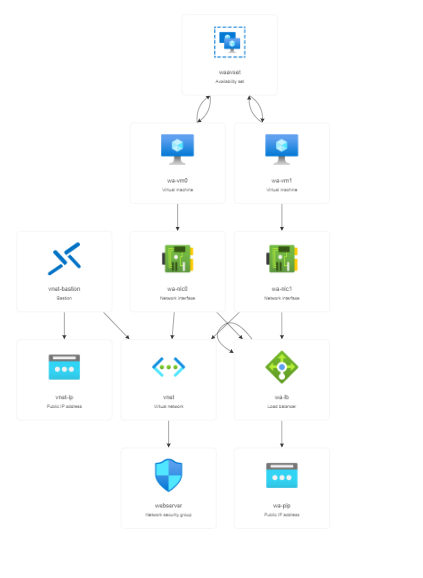 waavset
Availability set
wa-vm0
Virtual machine
wa-vm1
Virtual machine
vnet-bastion
Bastion
wa-nic0
Network interface
wa-nic1
Network interface
vnet-ip
Public IP address
vnet
Virtual network
wa-lb
Load balancer
webserver
Network security group
wa-pip
Public IP address